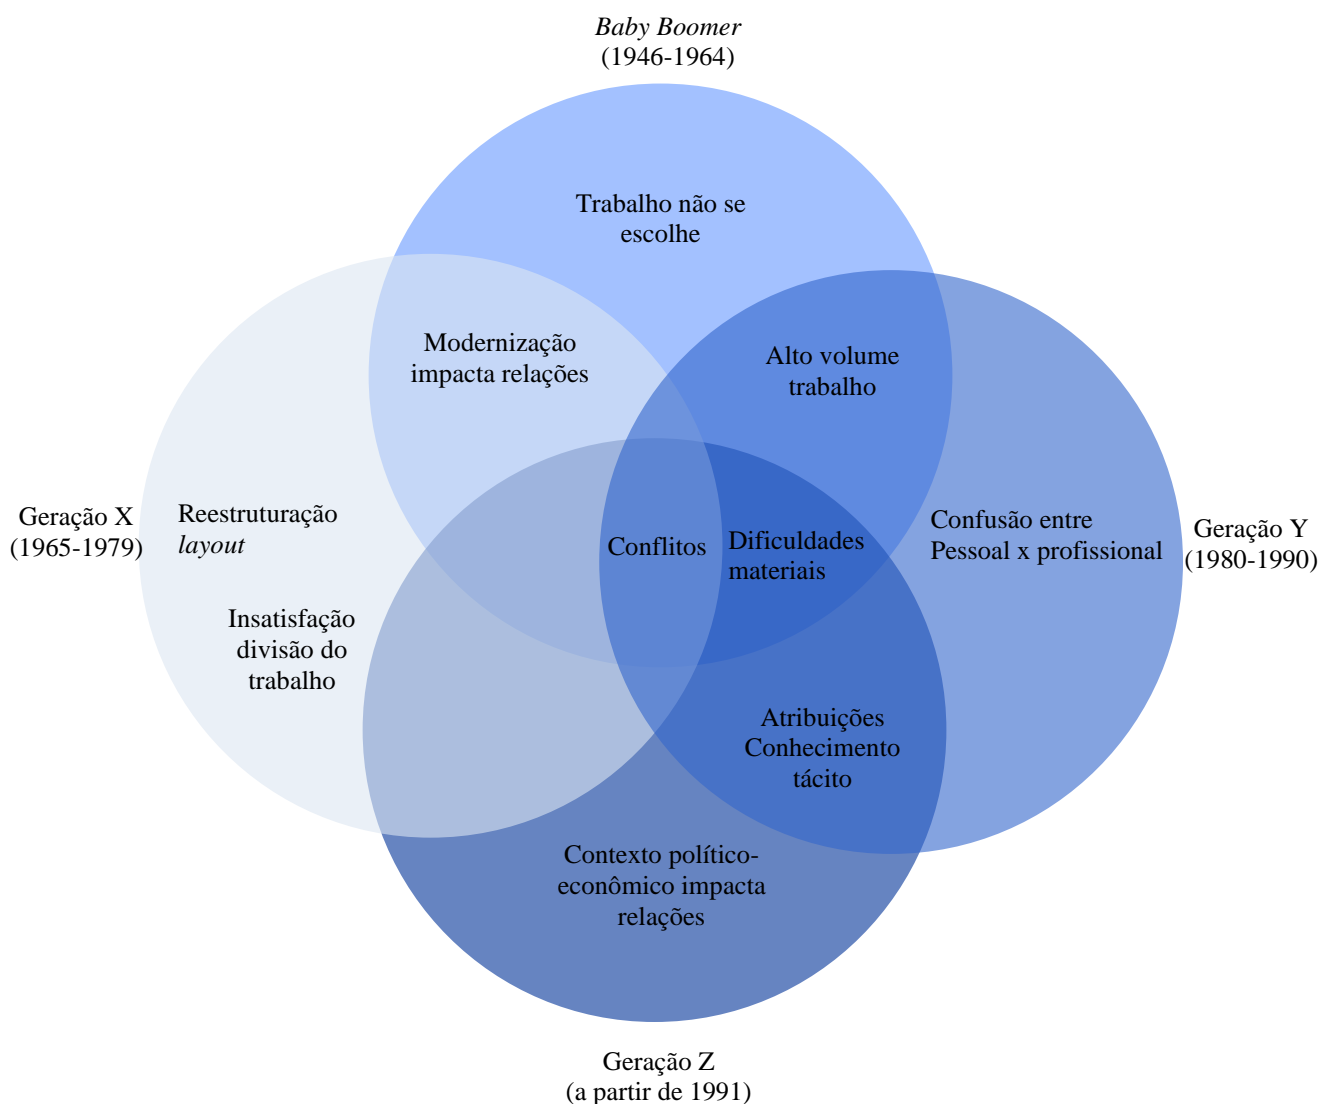 Baby Boomer
(1946-1964)
Trabalho não se
escolhe
Modernização
impacta relações
Alto volume
trabalho
Geração X
(1965-1979)
Reestruturação
layout
Conflitos
Dificuldades
materiais
Confusão entre
Pessoal x profissional
Geração Y
(1980-1990)
Insatisfação
divisão do
trabalho
Atribuições
Conhecimento
tácito
Contexto político-
econômico impacta
relações
Geração Z
(a partir de 1991)